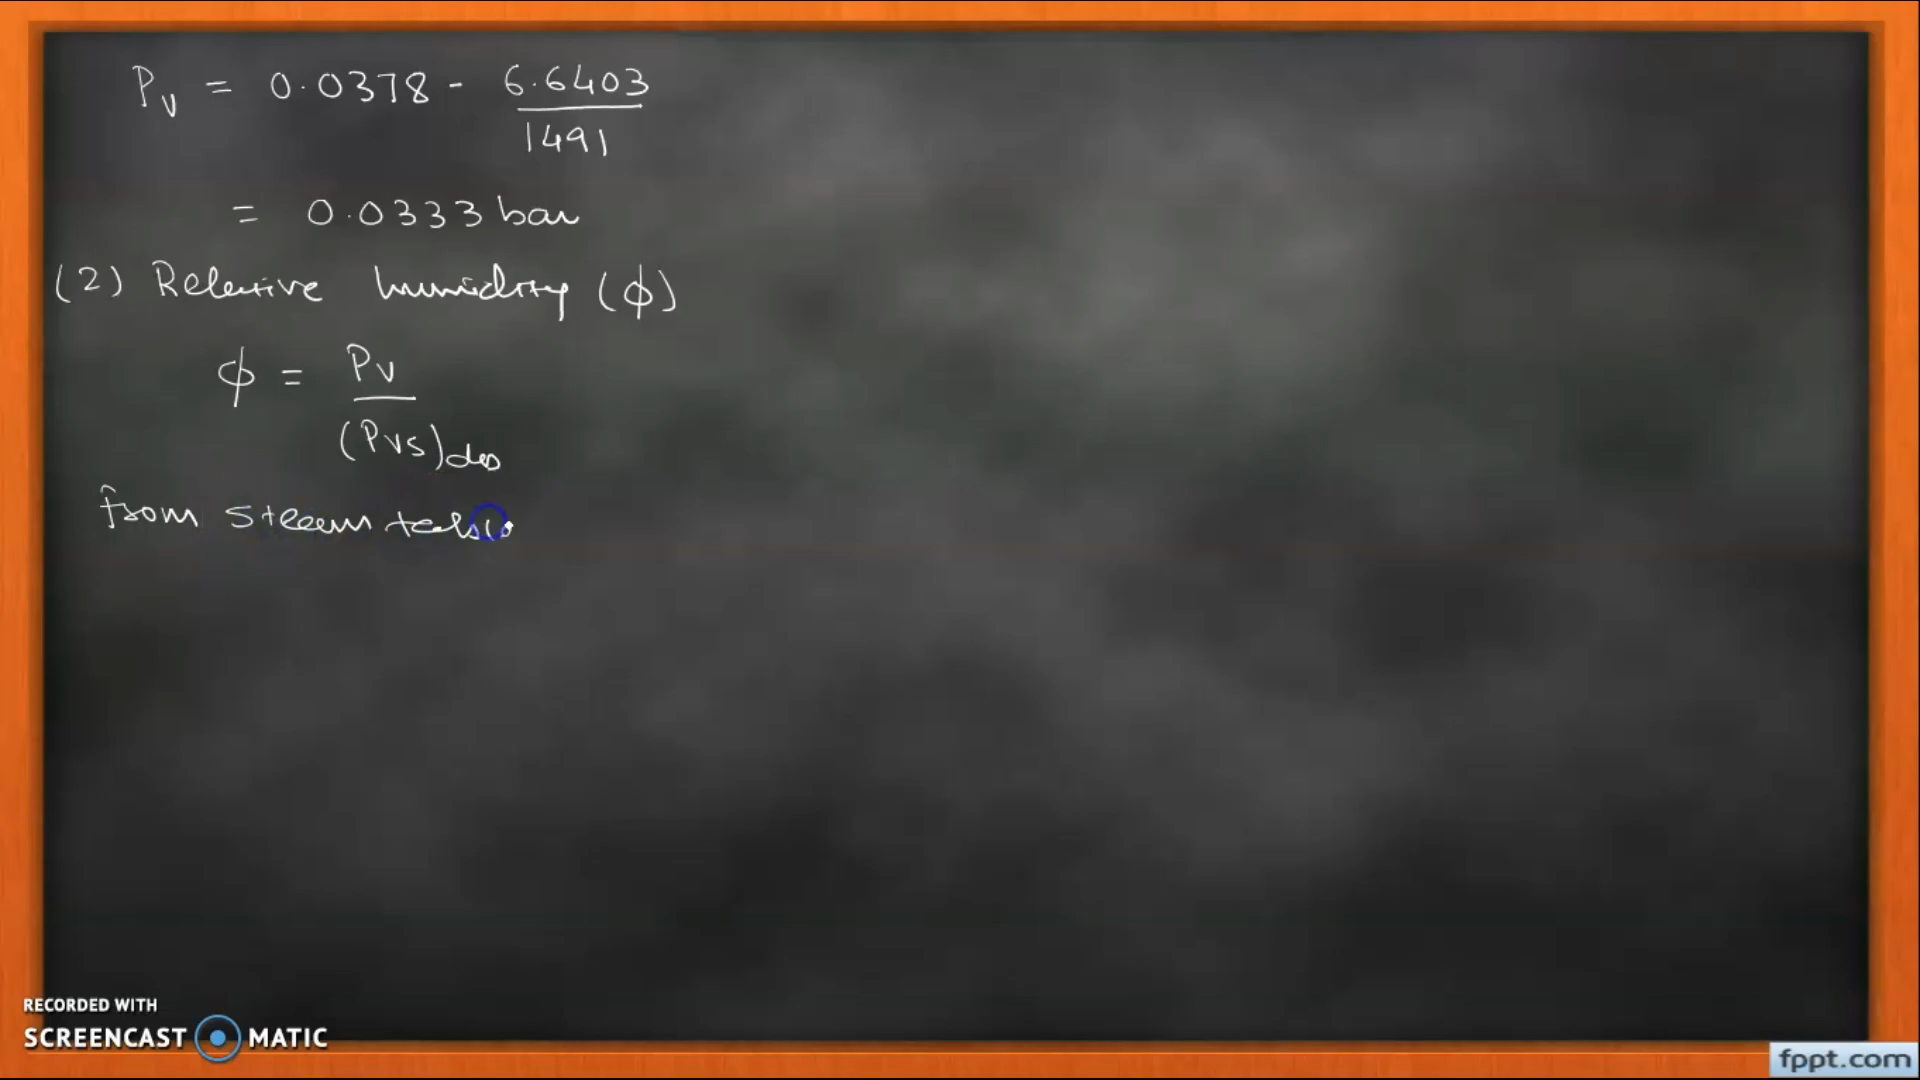 Pv = 0.0378 - 6.6403
1491
= 0.0333 bar
(2) Relative humidity (ϕ)
ϕ = Pv
(Pvs)dbt
from steam table
RECORDED WITH
SCREENCAST MATIC
fppt.com